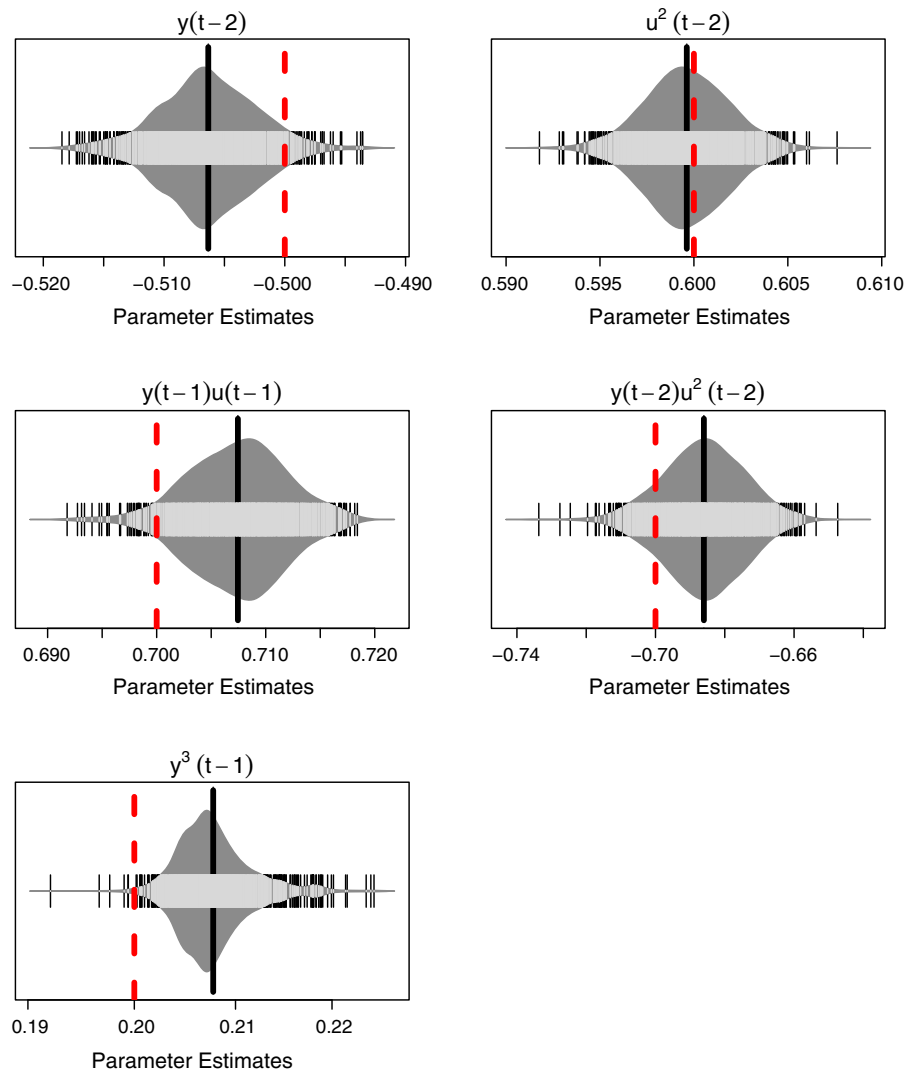 y(t−2)
−0.520 −0.510 −0.500 −0.490
Parameter Estimates
u² (t−2)
0.590 0.595 0.600 0.605 0.610
Parameter Estimates
y(t−1)u(t−1)
0.690 0.700 0.710 0.720
Parameter Estimates
y(t−2)u² (t−2)
−0.74 −0.70 −0.66
Parameter Estimates
y³ (t−1)
0.19 0.20 0.21 0.22
Parameter Estimates